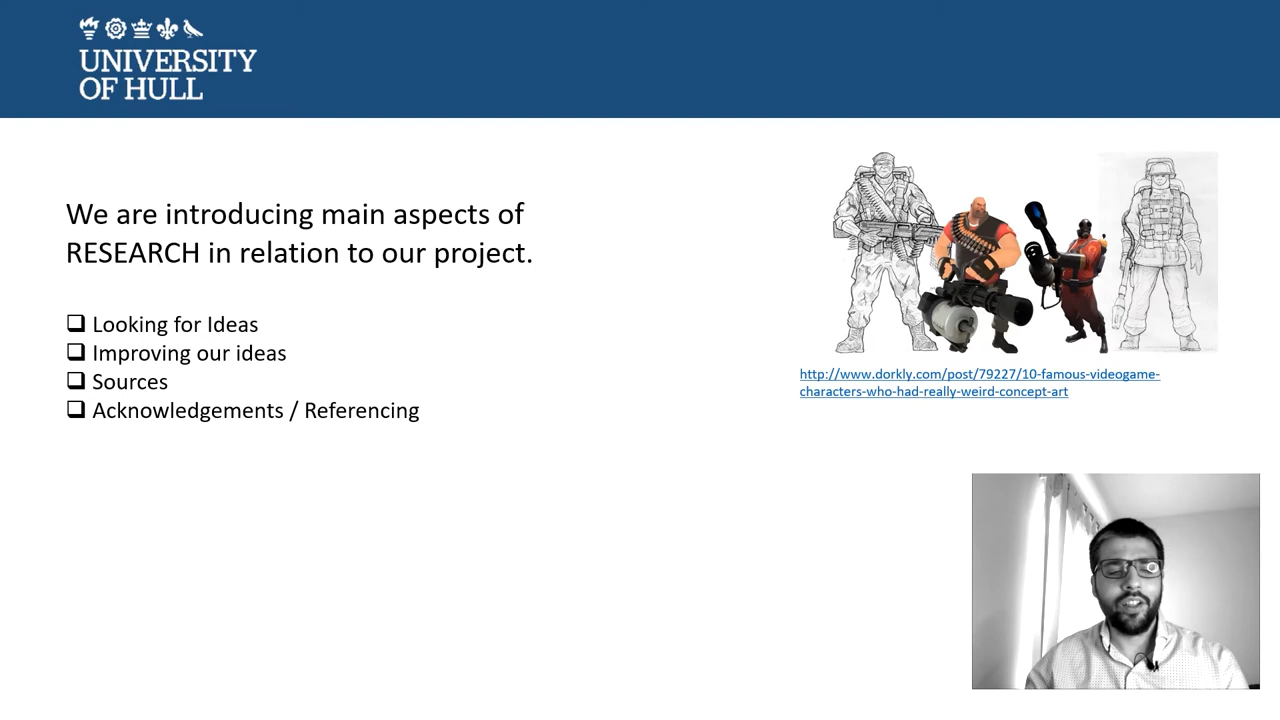 UNIVERSITY
OF HULL
We are introducing main aspects of
RESEARCH in relation to our project.
Looking for Ideas
Improving our ideas
Sources
Acknowledgements / Referencing
http://www.dorkly.com/post/79227/10-famous-videogame-
characters-who-had-really-weird-concept-art